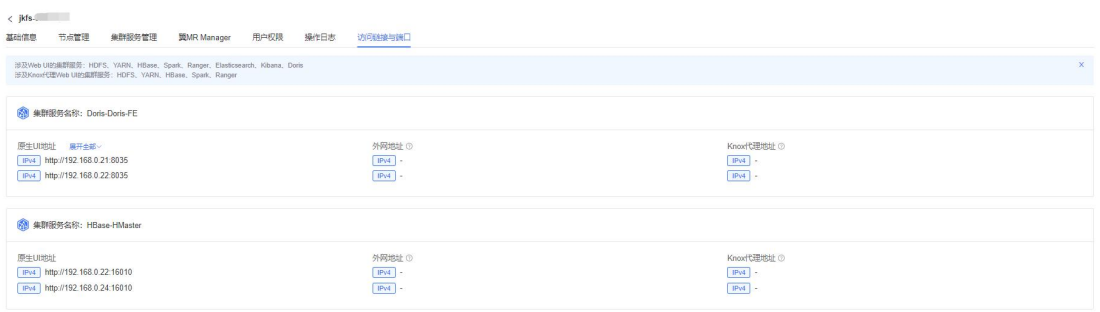 jkfs-
基础信息 节点管理 集群服务管理 翼MR Manager 用户权限 操作日志 访问链接与端口
涉及Web UI的集群服务：HDFS、YARN、HBase、Spark、Ranger、Elasticsearch、Kibana、Doris
涉及Knox代理Web UI的集群服务：HDFS、YARN、HBase、Spark、Ranger
集群服务名称：Doris-Doris-FE
原生UI地址 展开全部 外网地址 Knox代理地址
IPv4 http://192.168.0.21:8035 IPv4 - IPv4 -
IPv4 http://192.168.0.22:8035 IPv4 - IPv4 -
集群服务名称：HBase-HMaster
原生UI地址 外网地址 Knox代理地址
IPv4 http://192.168.0.22:16010 IPv4 - IPv4 -
IPv4 http://192.168.0.24:16010 IPv4 - IPv4 -